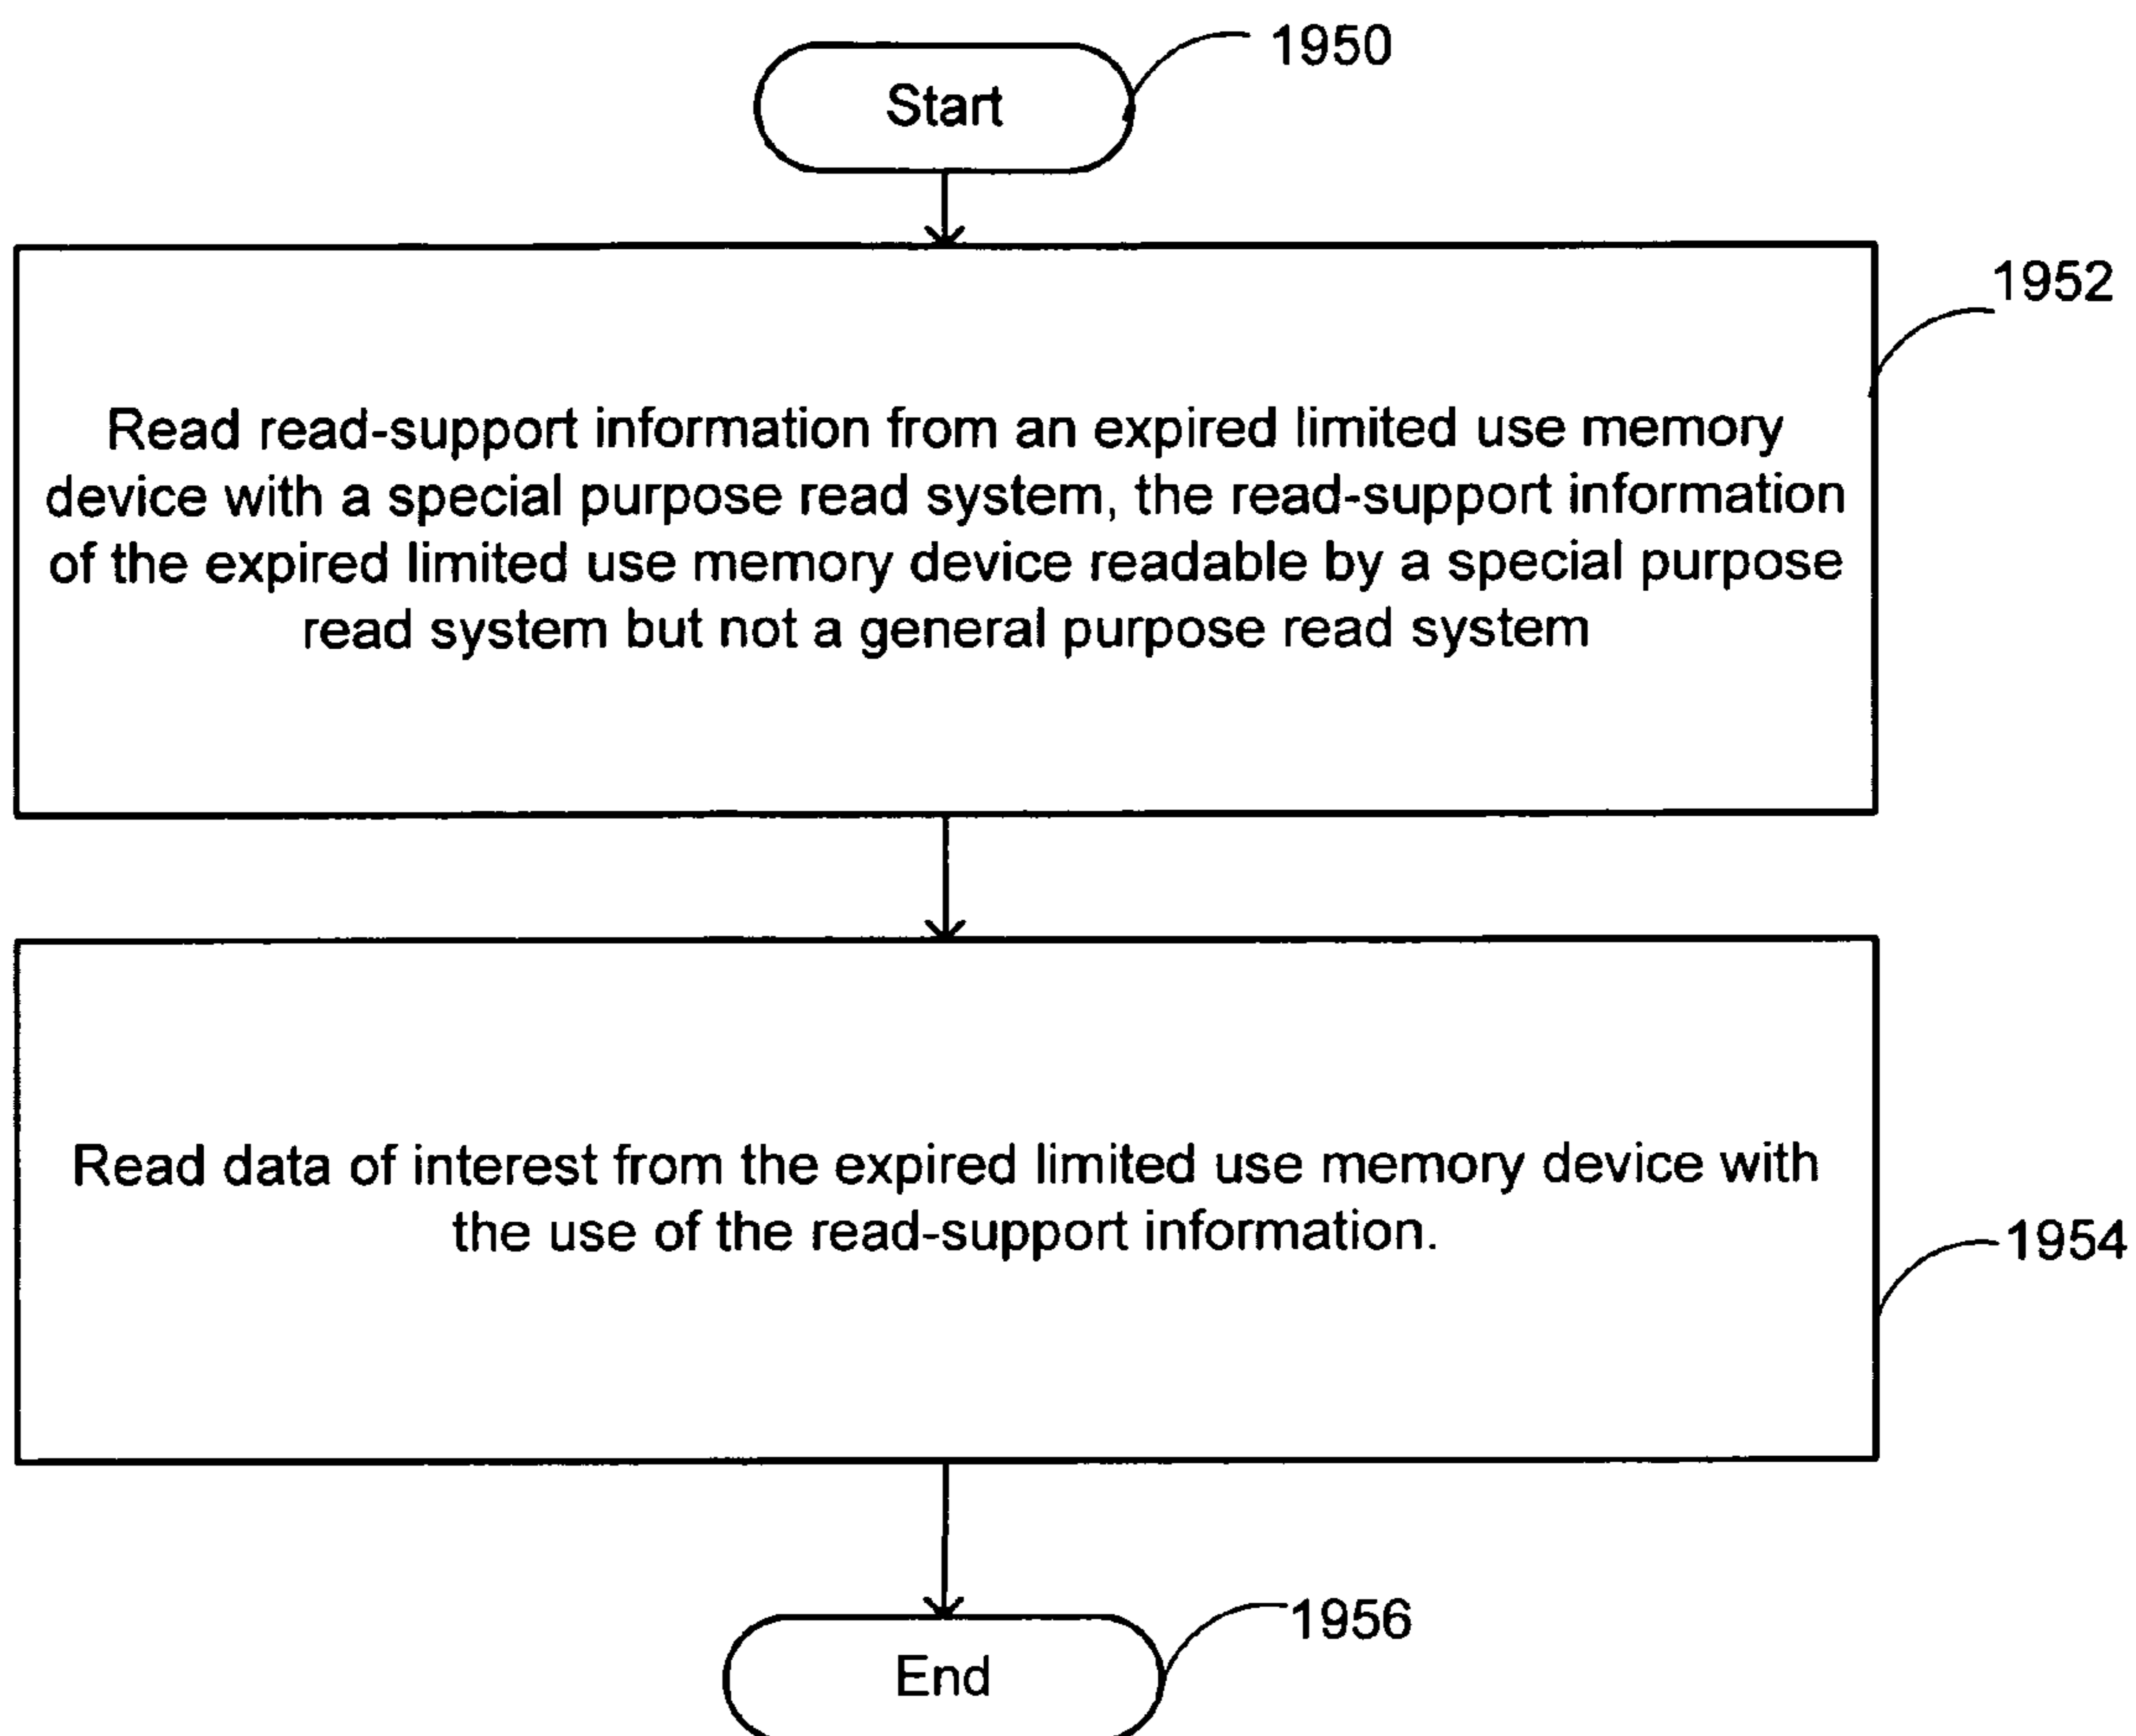 1950
Start
1952
Read read-support information from an expired limited use memory
device with a special purpose read system, the read-support information
of the expired limited use memory device readable by a special purpose
read system but not a general purpose read system
Read data of interest from the expired limited use memory device with
the use of the read-support information.
1954
1956
End